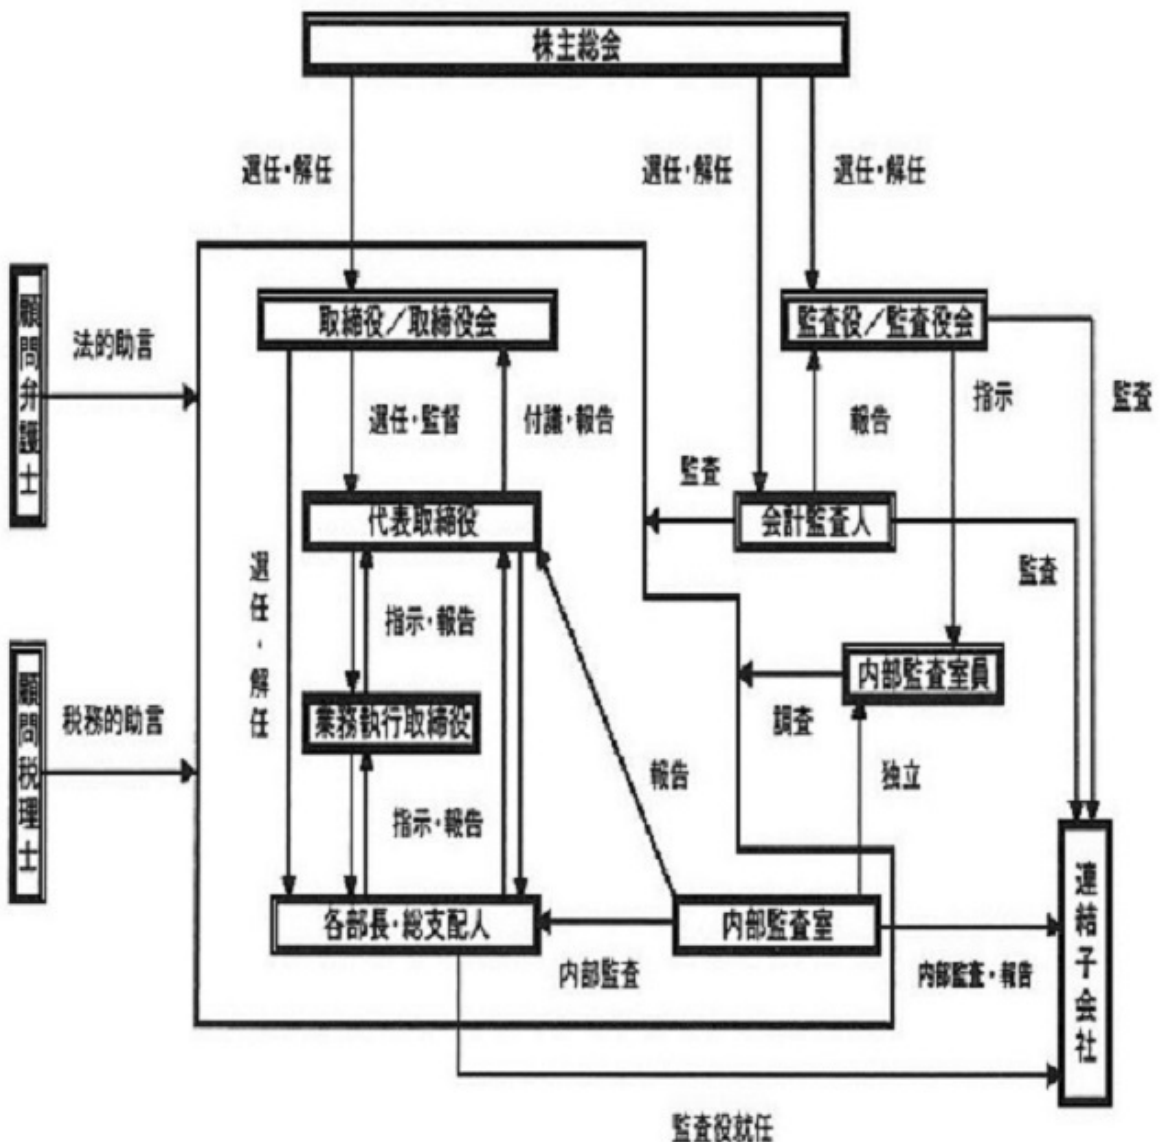 株主総会
選任・解任
選任・解任
選任・解任
顧問弁護士
法的助言
取締役／取締役会
監査役／監査役会
選任・監督
付議・報告
報告
指示
監査
監査
代表取締役
会計監査人
監査
選任・解任
指示・報告
内部監査室員
顧問税理士
税務的助言
業務執行取締役
調査
報告
独立
指示・報告
各部長・総支配人
内部監査室
連結子会社
内部監査
内部監査・報告
監査役就任